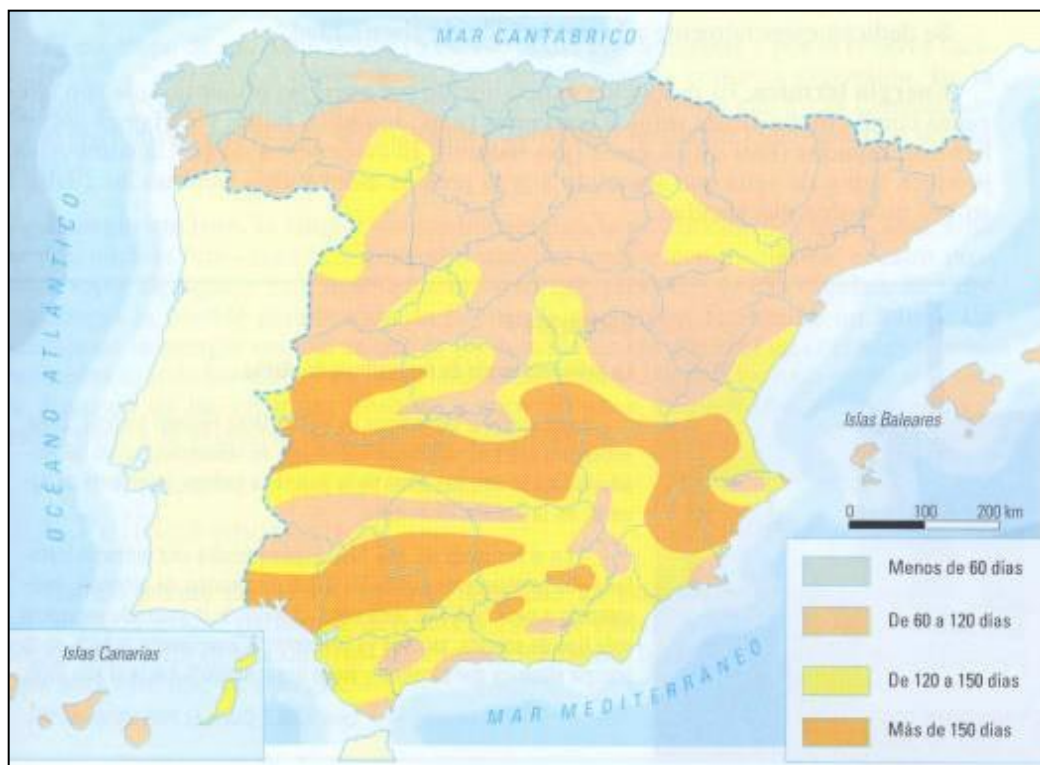 MAR CANTÁBRICO
OCÉANO ATLÁNTICO
Islas Baleares
0 100 200 km
Menos de 60 días
De 60 a 120 días
De 120 a 150 días
Más de 150 días
Islas Canarias
MAR MEDITERRÁNEO